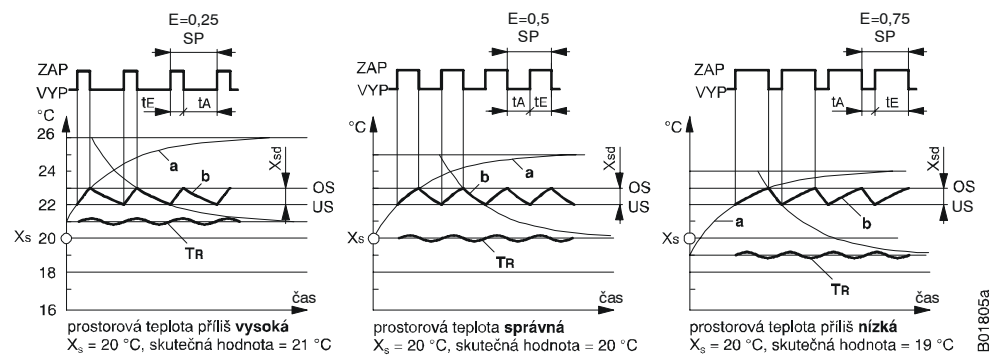 E=0,25
SP
ZAP
VYP
tE
tA
°C
26
24
22
20
18
16
Xs
a
b
Xsd
OS
US
TR
čas
prostorová teplota příliš vysoká
Xs = 20 °C, skutečná hodnota = 21 °C
E=0,5
SP
ZAP
VYP
tA
tE
°C
Xs
a
b
Xsd
OS
US
TR
čas
prostorová teplota správná
Xs = 20 °C, skutečná hodnota = 20 °C
E=0,75
SP
ZAP
VYP
tA
tE
°C
Xs
a
b
Xsd
OS
US
TR
čas
prostorová teplota příliš nízká
Xs = 20 °C, skutečná hodnota = 19 °C
B01805a